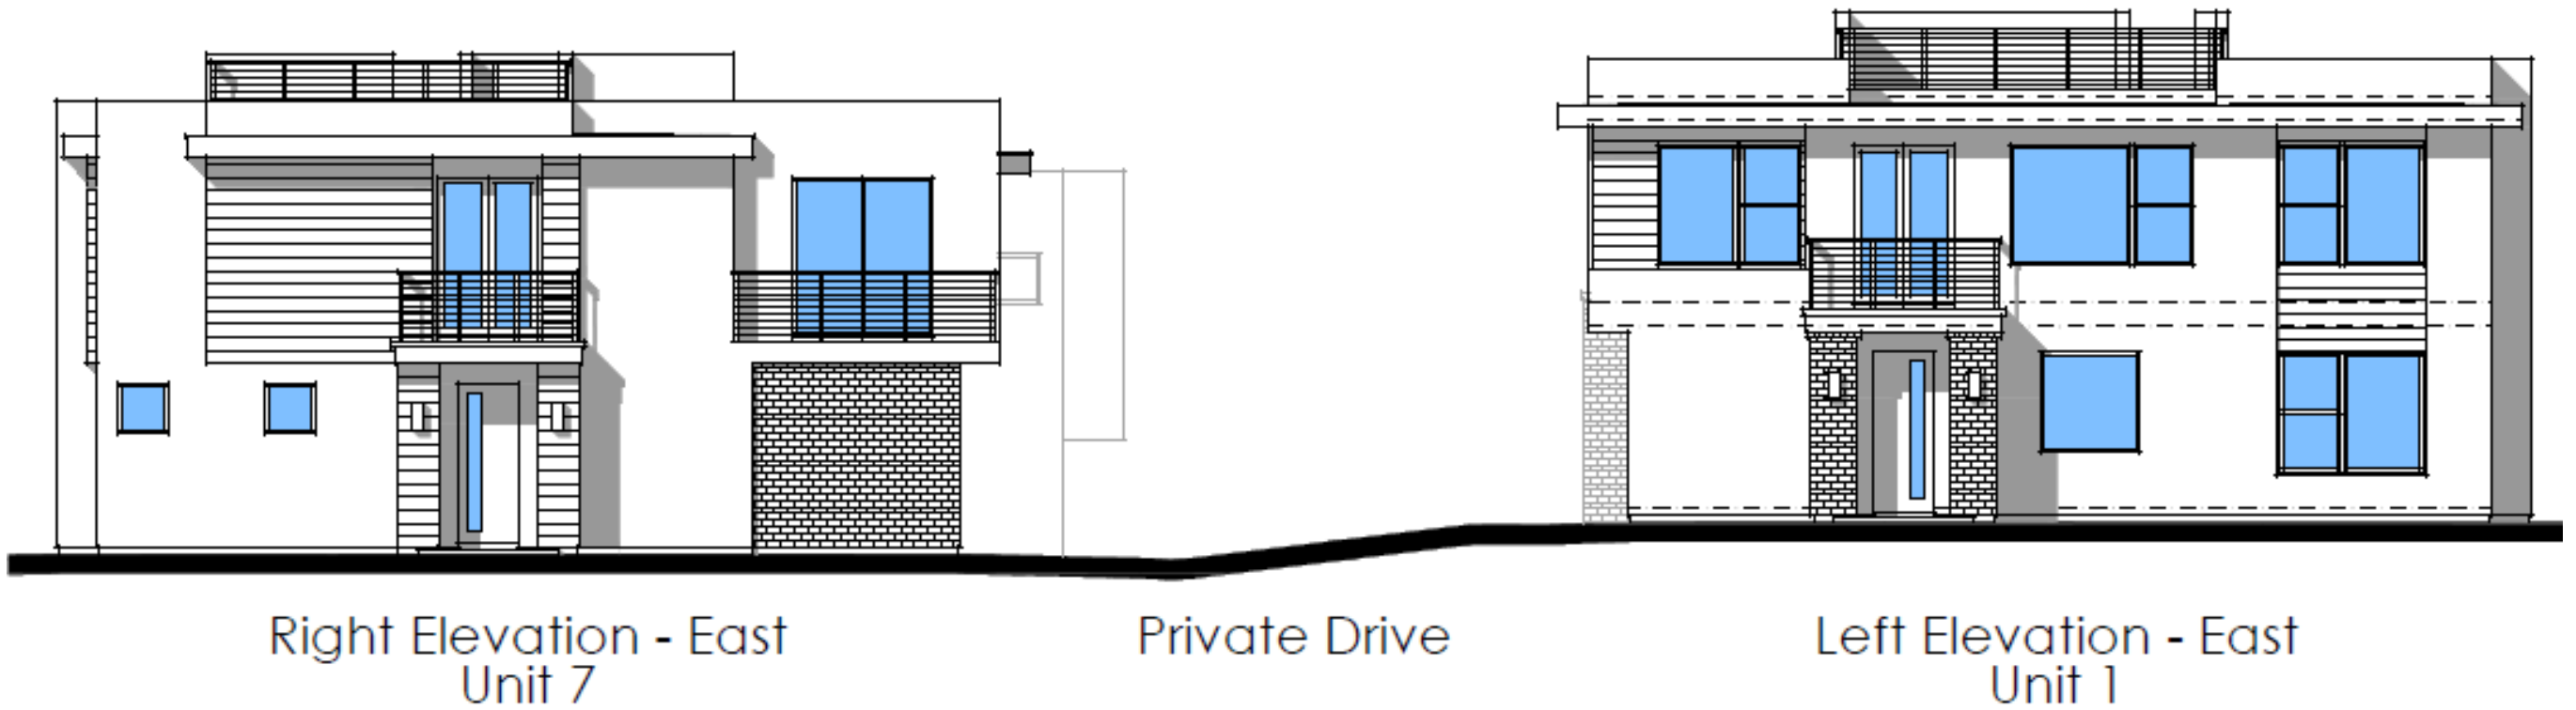 Right Elevation - East
Unit 7
Private Drive
Left Elevation - East
Unit 1